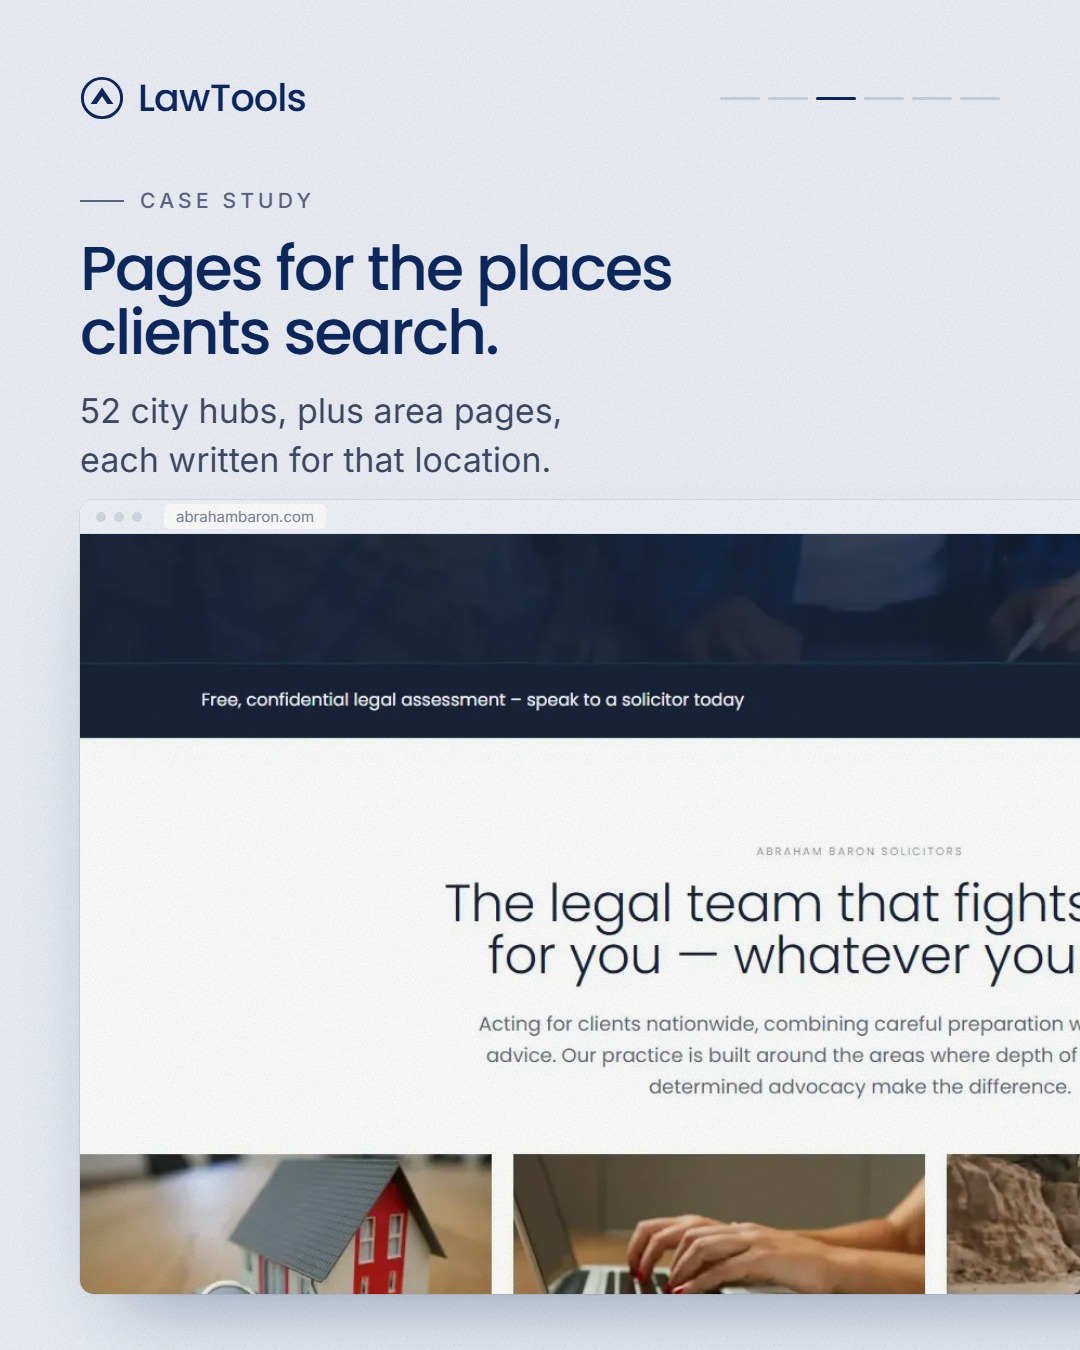 LawTools
CASE STUDY
Pages for the places
clients search.
52 city hubs, plus area pages,
each written for that location.
abrahambaron.com
Free, confidential legal assessment – speak to a solicitor today
ABRAHAM BARON SOLICITORS
The legal team that fights
for you — whatever you
Acting for clients nationwide, combining careful preparation
advice. Our practice is built around the areas where depth of
determined advocacy make the difference.